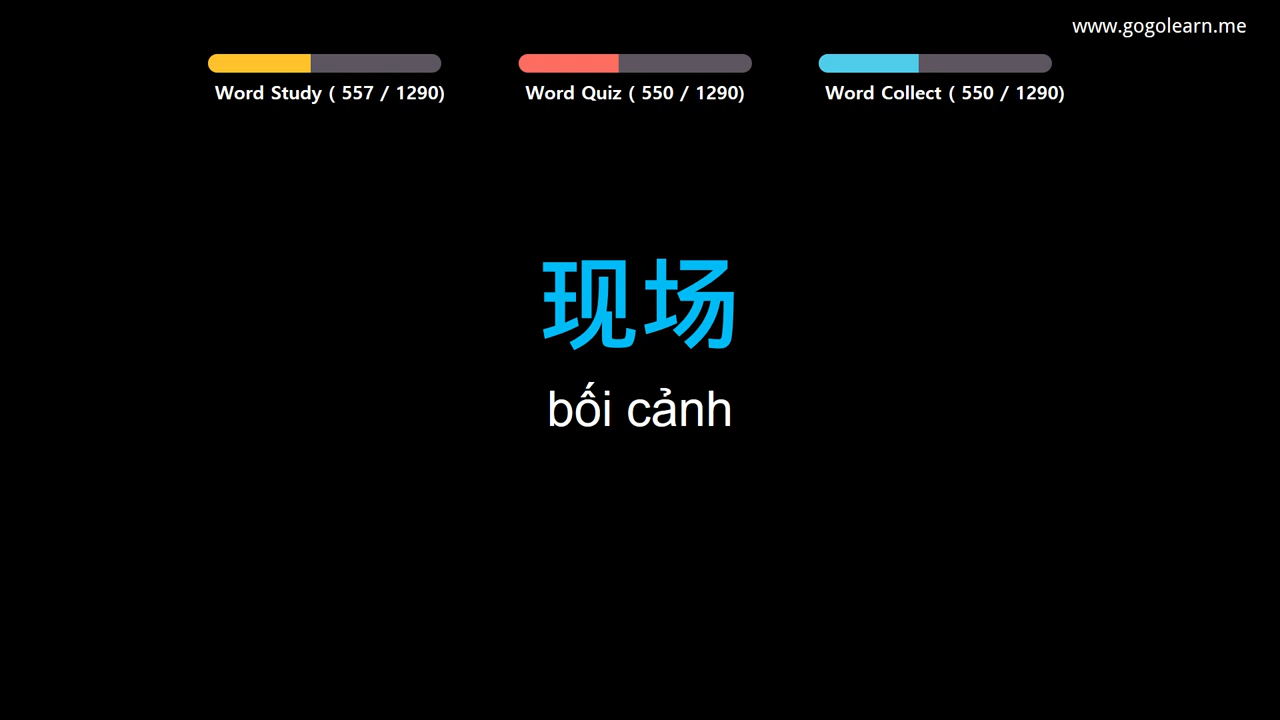 www.gogolearn.me
Word Study ( 557 / 1290)
Word Quiz ( 550 / 1290)
Word Collect ( 550 / 1290)
现场
bối cảnh